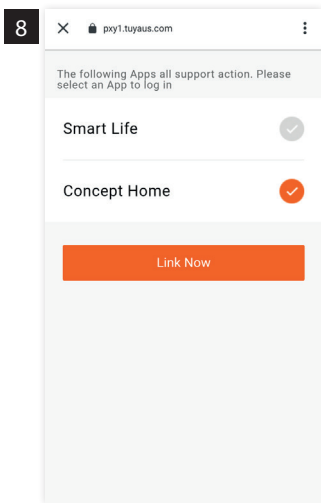 8
pxy1.tuyaus.com
The following Apps all support action. Please
select an App to log in
Smart Life
Concept Home
Link Now